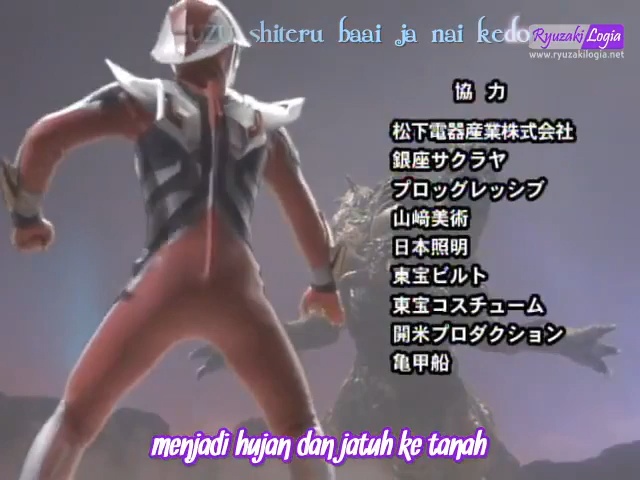 -UZU shiteru baai ja nai kedo
Ryuzaki Logia
www.ryuzakilogia.net
協 力
松下電器産業株式会社
銀座サクラヤ
プロッグレッシブ
山﨑美術
日本照明
東宝ビルト
東宝コスチューム
開米プロダクション
亀甲船
menjadi hujan dan jatuh ke tanah